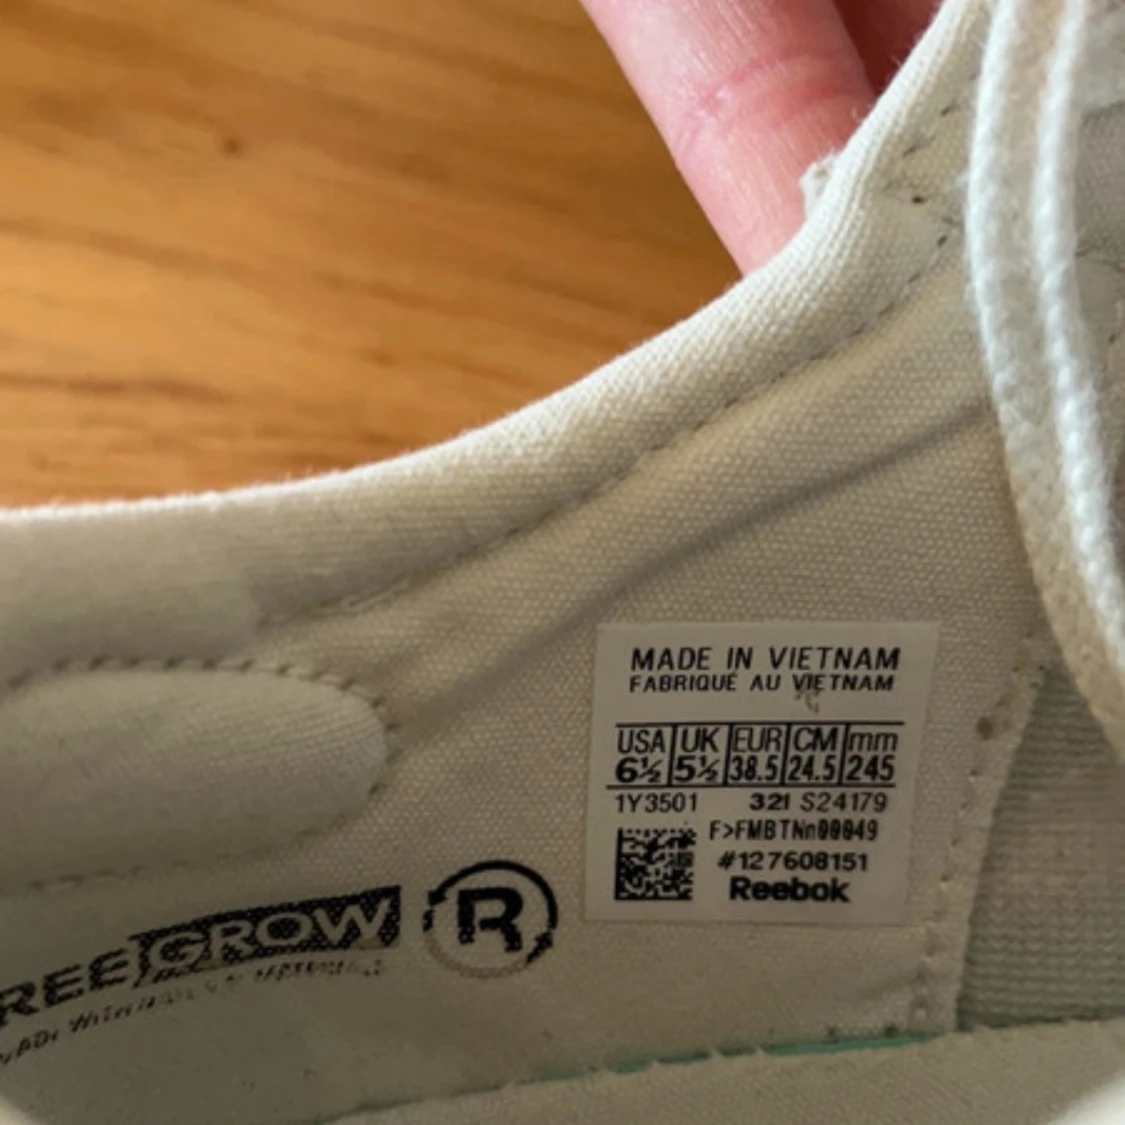 MADE IN VIETNAM
FABRIQUÉ AU VIETNAM
USA UK EUR CM mm
6½ 5½ 38.5 24.5 245
1Y3501 321 S24179
#127608151
Reebok
REE]GROW R